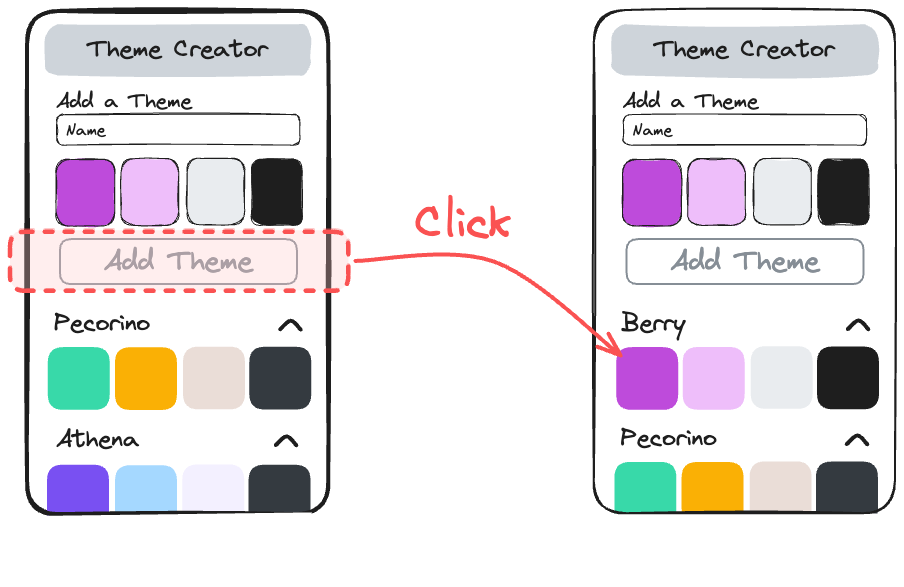 Theme Creator
Add a Theme
Name
Add Theme
Pecorino
Athena
Click
Theme Creator
Add a Theme
Name
Add Theme
Berry
Pecorino